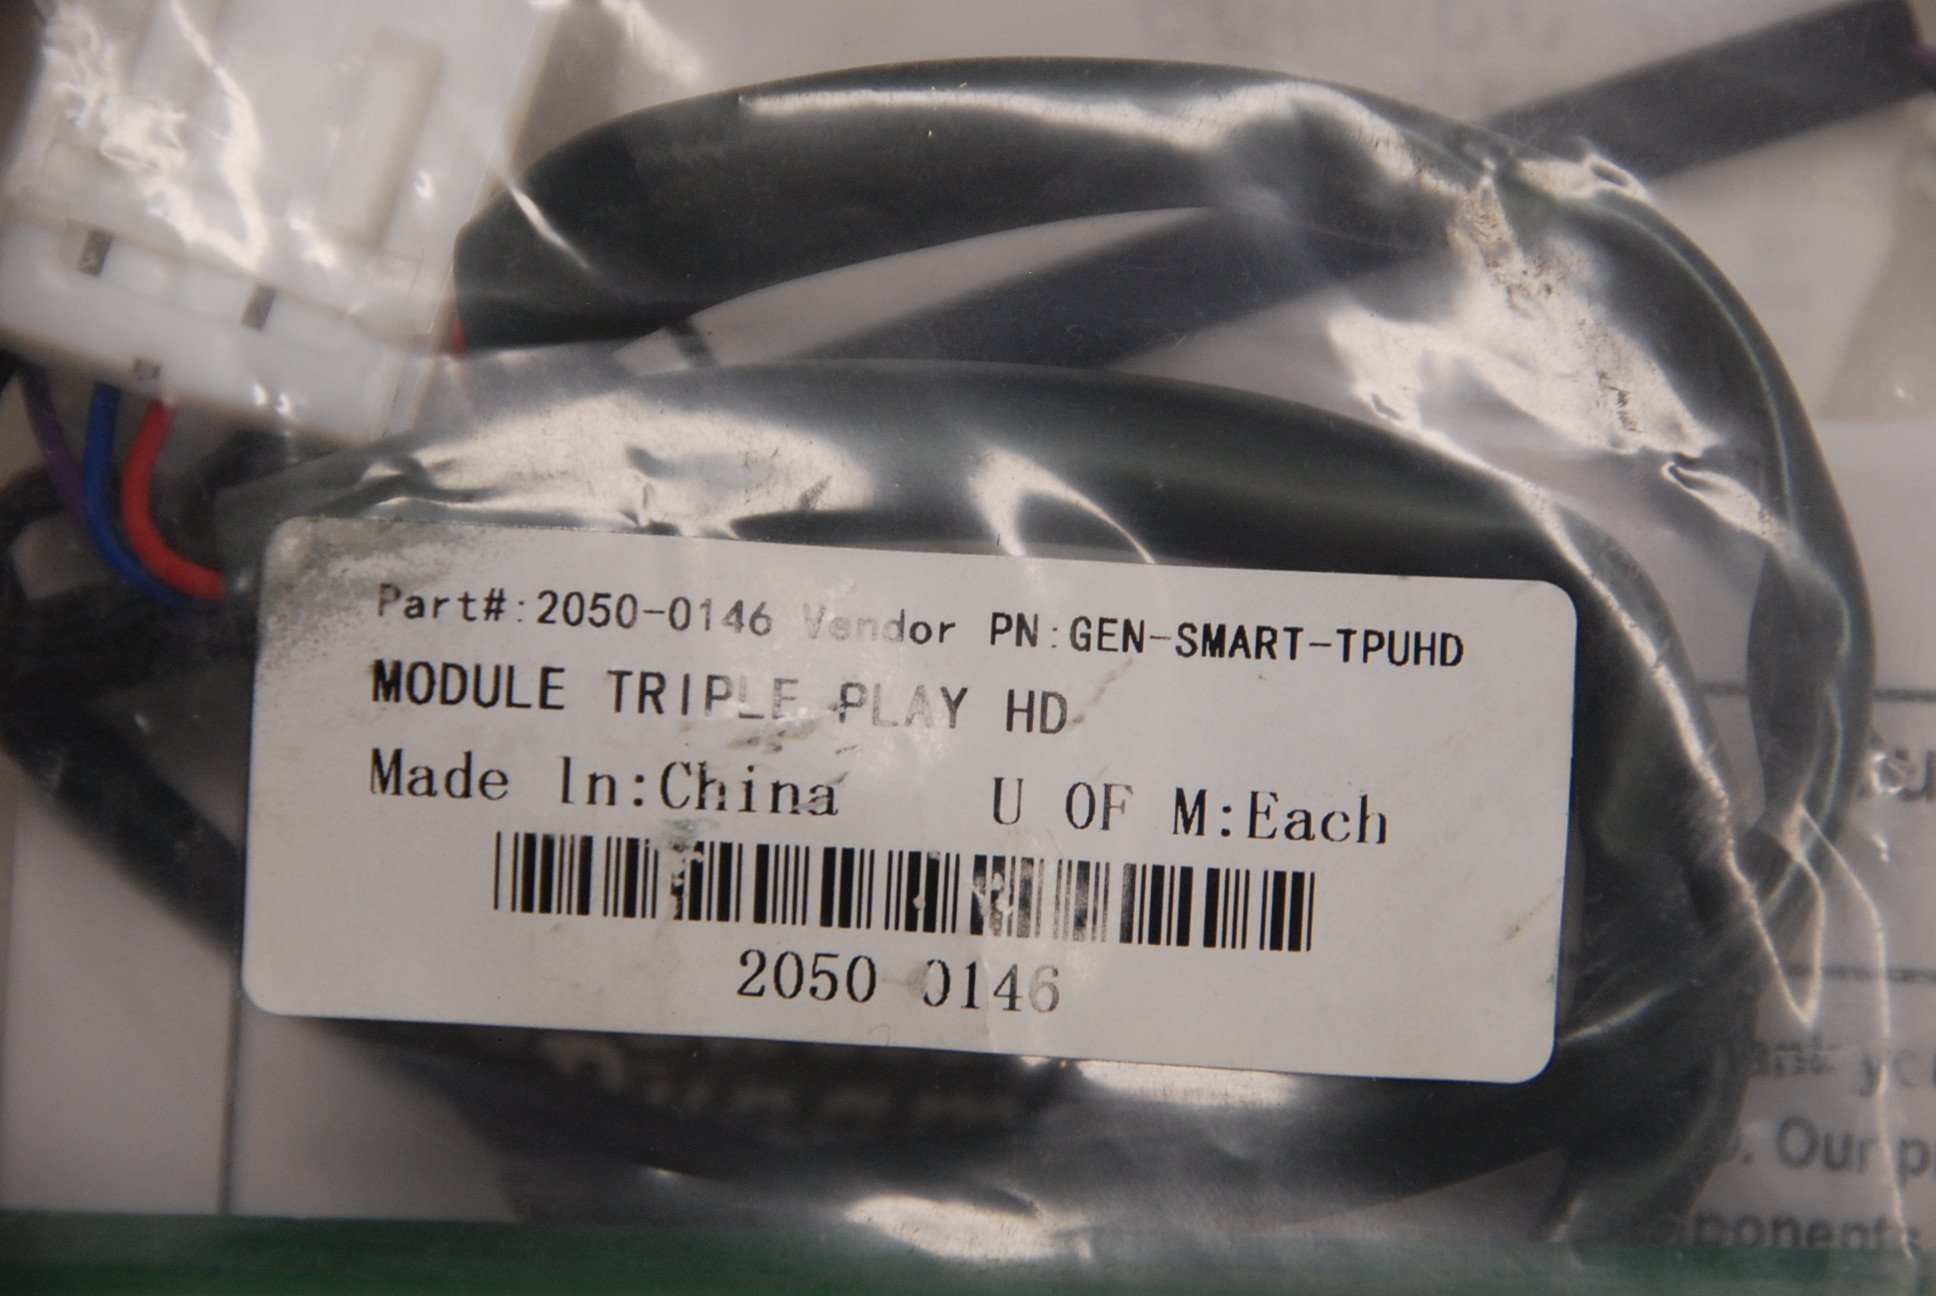 Part#:2050-0146 Vendor PN:GEN-SMART-TPUHD
MODULE TRIPLE PLAY HD
Made In:China U OF M:Each
2050 0146
. Our